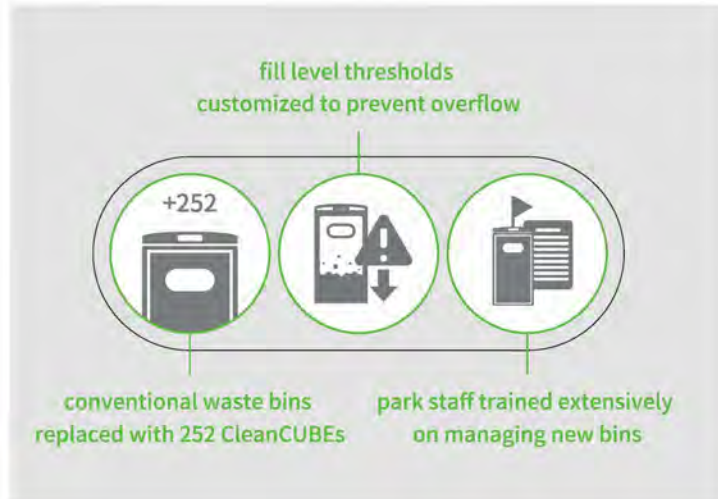 fill level thresholds
customized to prevent overflow
+252
conventional waste bins
replaced with 252 CleanCUBEs
park staff trained extensively
on managing new bins